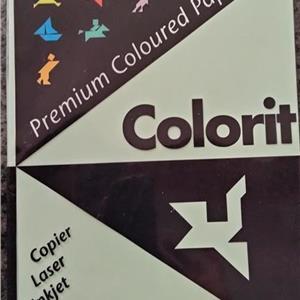 Premium Coloured Pap
Colorit
Copier
Laser
Inkjet